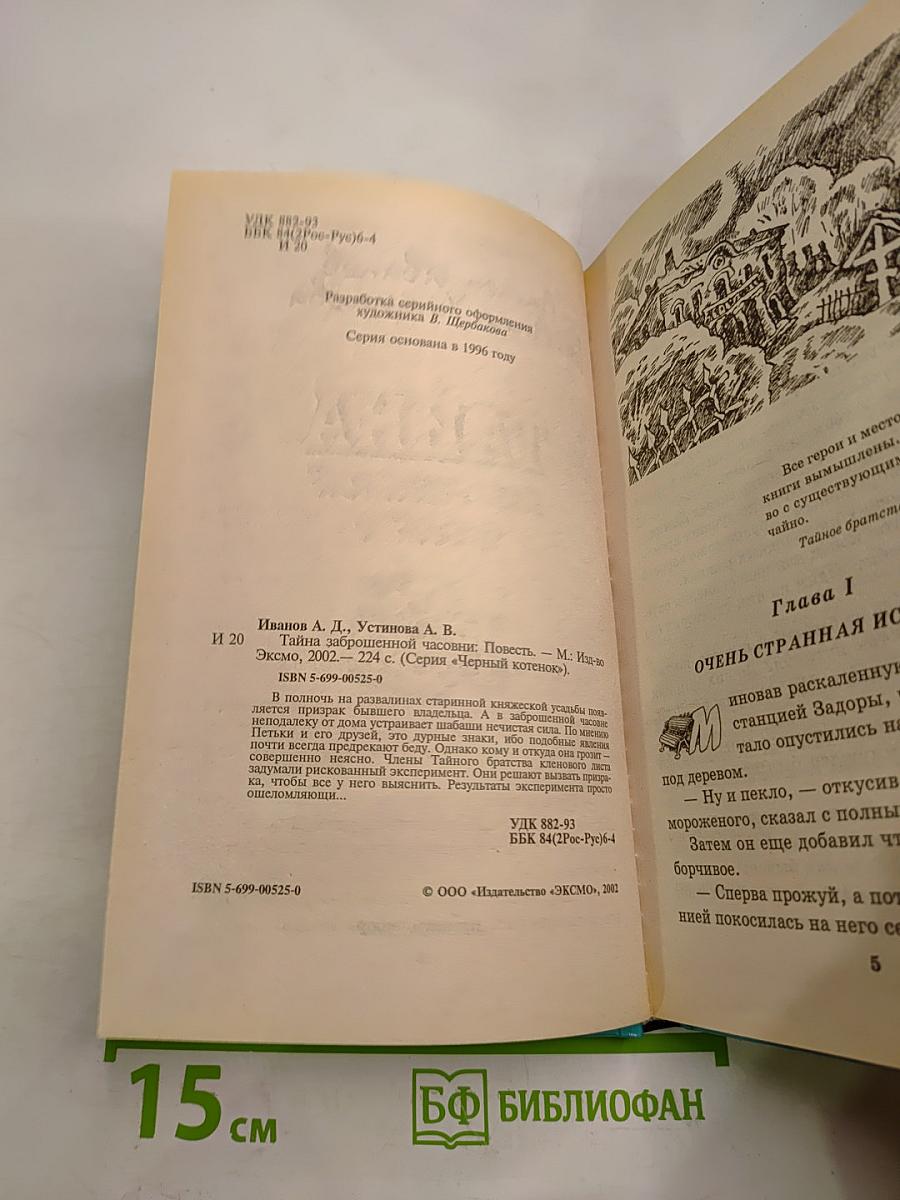 УДК 882-93
ББК 84(2Рос-Рус)6-4
И 20
Разработка серийного оформления
художника В. Щербакова
Серия основана в 1996 году
Иванов А. Д., Устинова А. В.
И 20 Тайна заброшенной часовни: Повесть. — М.: Изд-во
Эксмо, 2002.— 224 с. (Серия «Черный котенок»).
ISBN 5-699-00525-0
В полночь на развалинах старинной княжеской усадьбы появ-
ляется призрак бывшего владельца. А в заброшенной часовне
неподалеку от дома устраивает шабаши нечистая сила. По мнению
Петьки и его друзей, это дурные знаки, ибо подобные явления
почти всегда предрекают беду. Однако кому и откуда она грозит –
совершенно неясно. Члены Тайного братства кленового листа
задумали рискованный эксперимент. Они решают вызвать призра-
ка, чтобы все у него выяснить. Результаты эксперимента просто
ошеломляющи...
УДК 882-93
ББК 84(2Рос-Рус)6-4
ISBN 5-699-00525-0
© ООО «Издательство «ЭКСМО», 2002
Все герои и место
книги вымышлены.
во с существующим
чайно.
Тайное братст
Глава I
ОЧЕНЬ СТРАННАЯ ИС
Миновав раскаленную
станцией Задоры,
тало опустились на
под деревом.
— Ну и пекло, — откусив
мороженого, сказал с полны
Затем он еще добавил чт
борчивое.
— Сперва прожуй, а пот
нией покосилась на него се
5
15 см
БФ БИБЛИОФАН